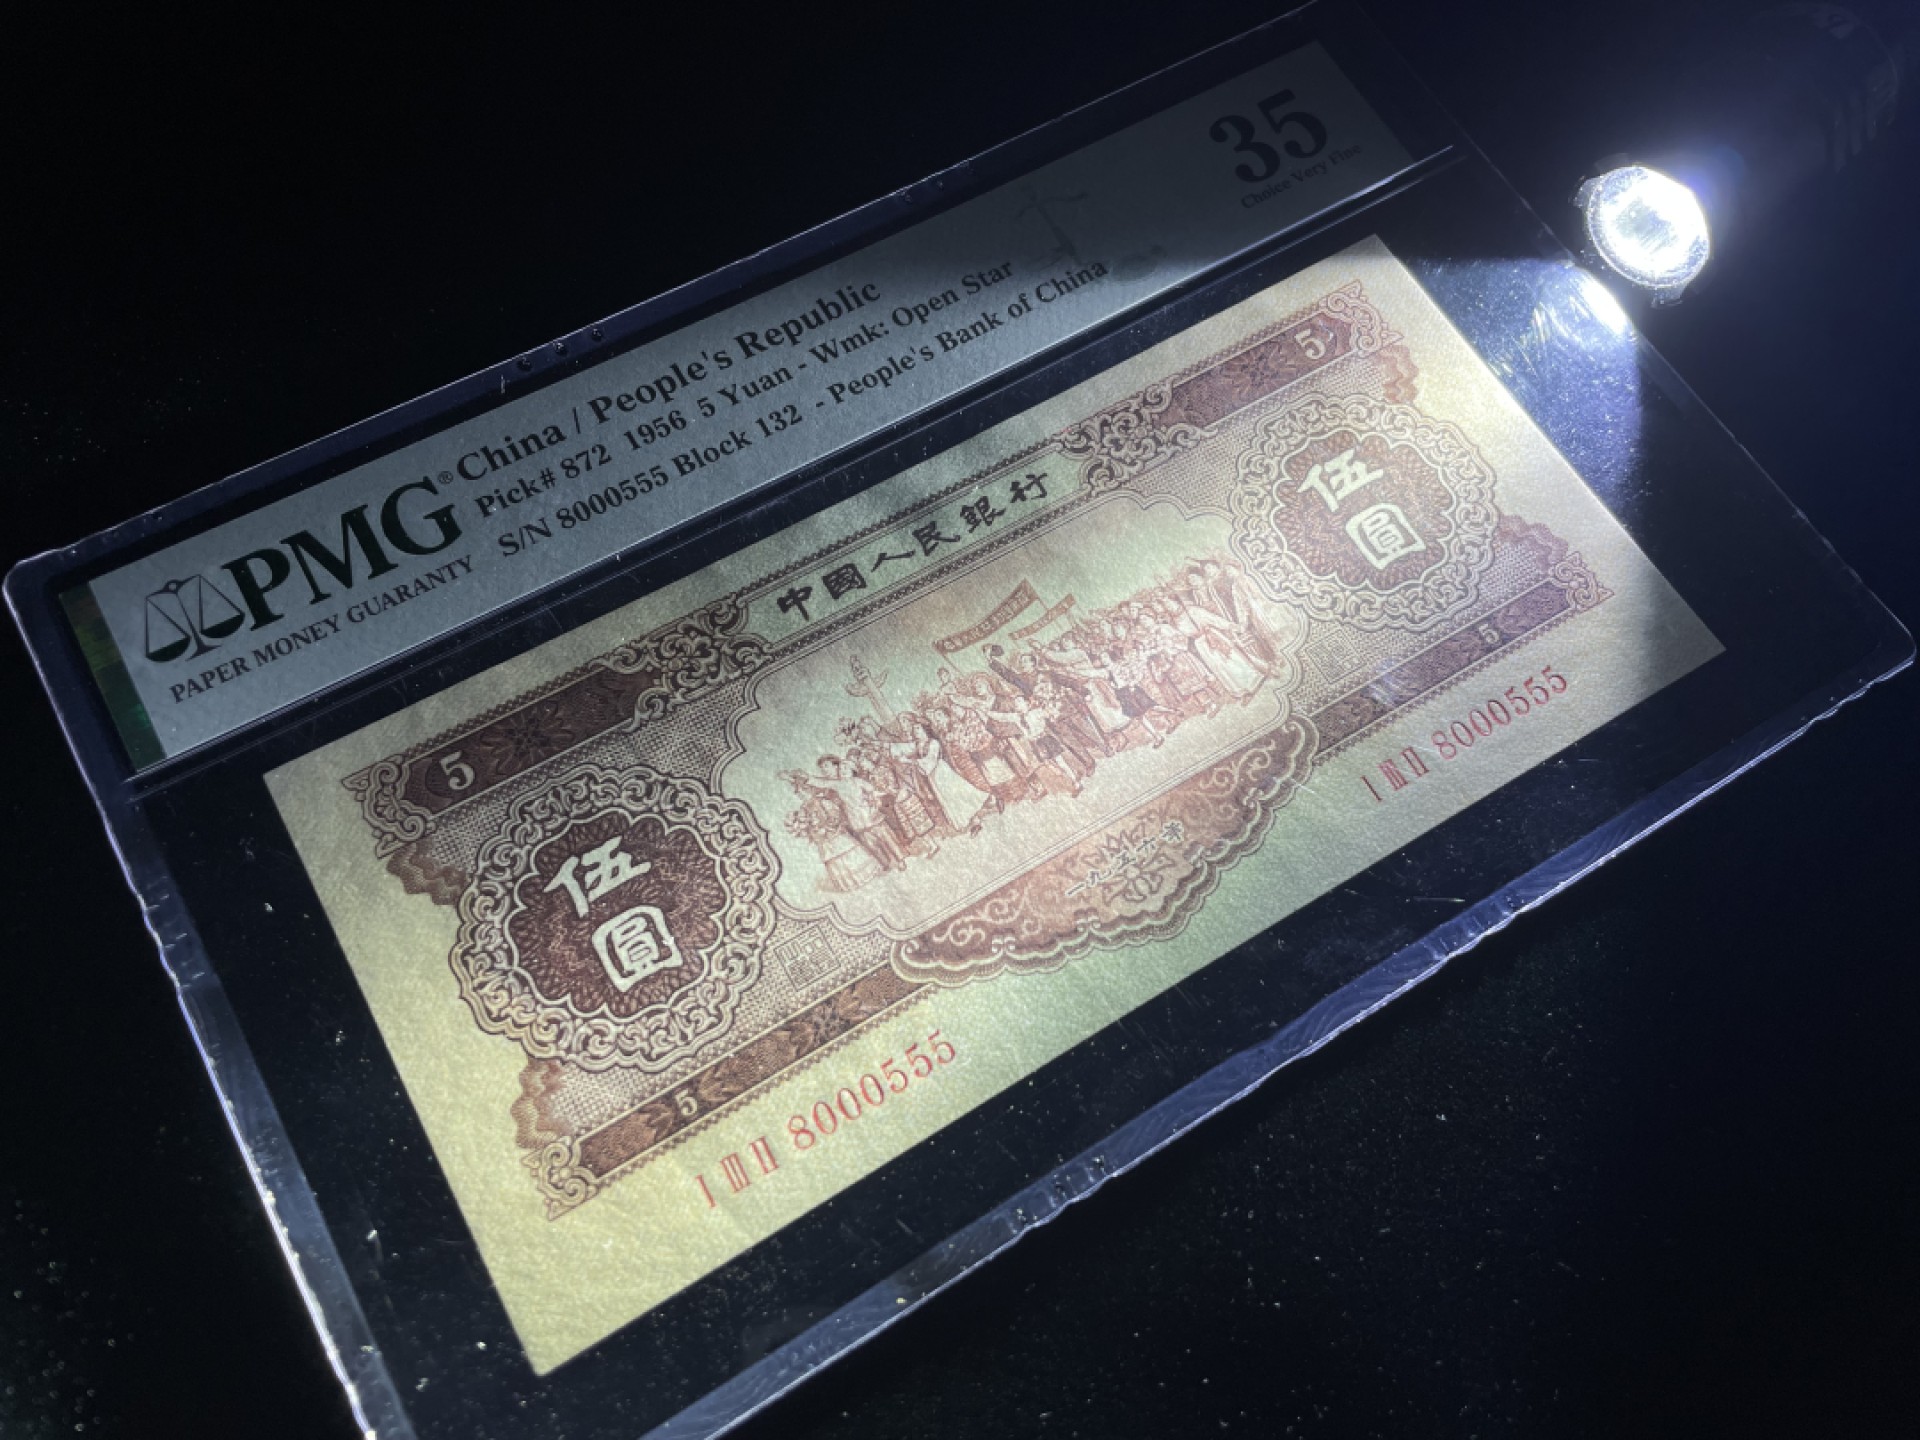 PMG®
PAPER MONEY GUARANTY
China / People's Republic
Pick# 872 1956 5 Yuan - Wmk: Open Star
S/N 8000555 Block 132 - People's Bank of China
35
Choice Very Fine
中國人民銀行
5
5
伍圓
伍圓
一九五六年
5
5
I III II 8000555
I III II 8000555